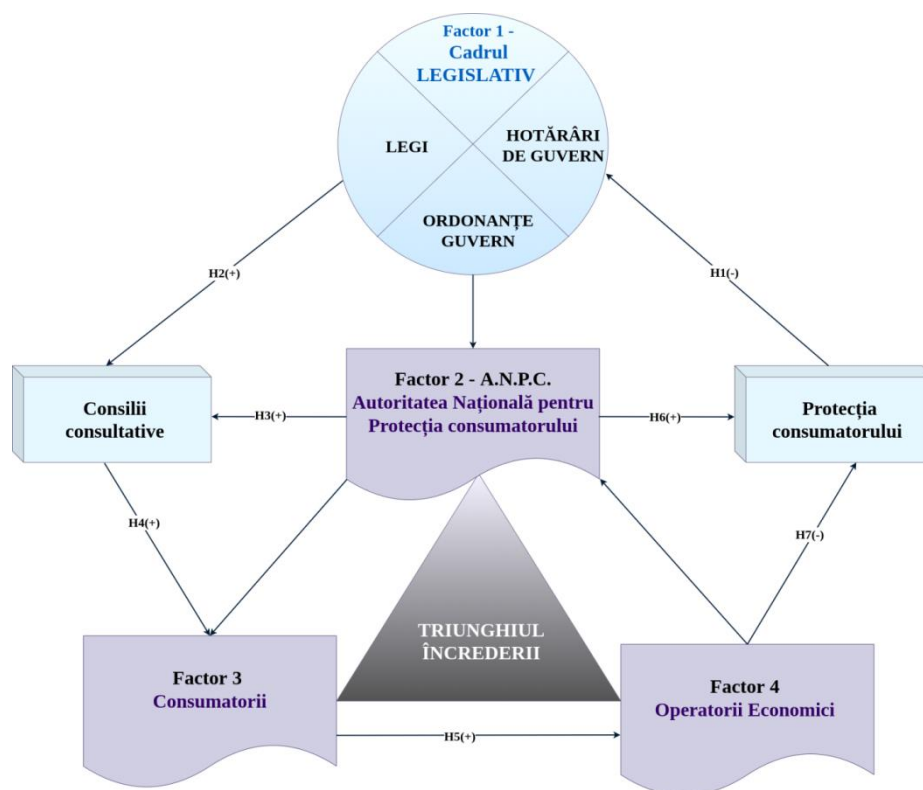 Factor 1 -
Cadrul
LEGISLATIV
LEGI
HOTĂRÂRI
DE GUVERN
ORDONANȚE
GUVERN
H2(+)
H1(-)
Factor 2 - A.N.P.C.
Autoritatea Națională pentru
Protecția consumatorului
Consilii
consultative
H3(+)
H6(+)
Protecția
consumatorului
H4(+)
H7(-)
TRIUNGHIUL
ÎNCREDERII
Factor 3
Consumatorii
Factor 4
Operatorii Economici
H5(+)